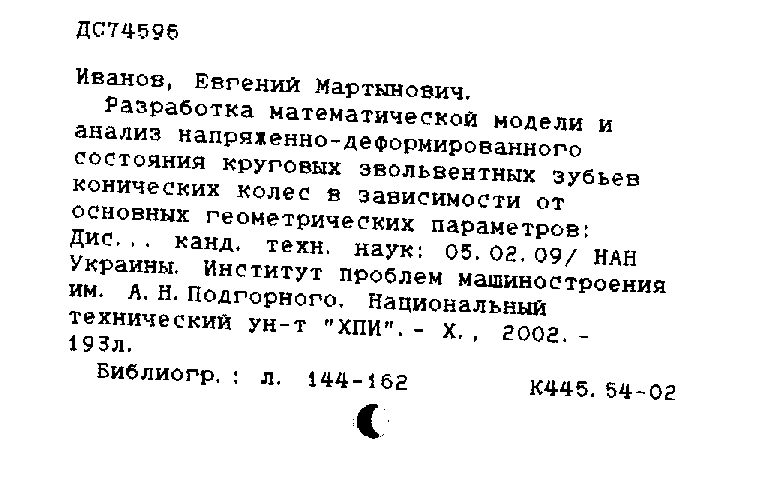 ДС74596
Иванов, Евгений Мартынович.
Разработка математической модели и
анализ напряженно-деформированного
состояния круговых эвольвентных зубьев
конических колес в зависимости от
основных геометрических параметров:
Дис... канд. техн. наук: 05.02.09/ НАН
Украины. Институт проблем машиностроения
им. А.Н.Подгорного. Национальный
технический ун-т "ХПИ". - Х., 2002. -
193л.
Библиогр.: л. 144-162 К445.54-02